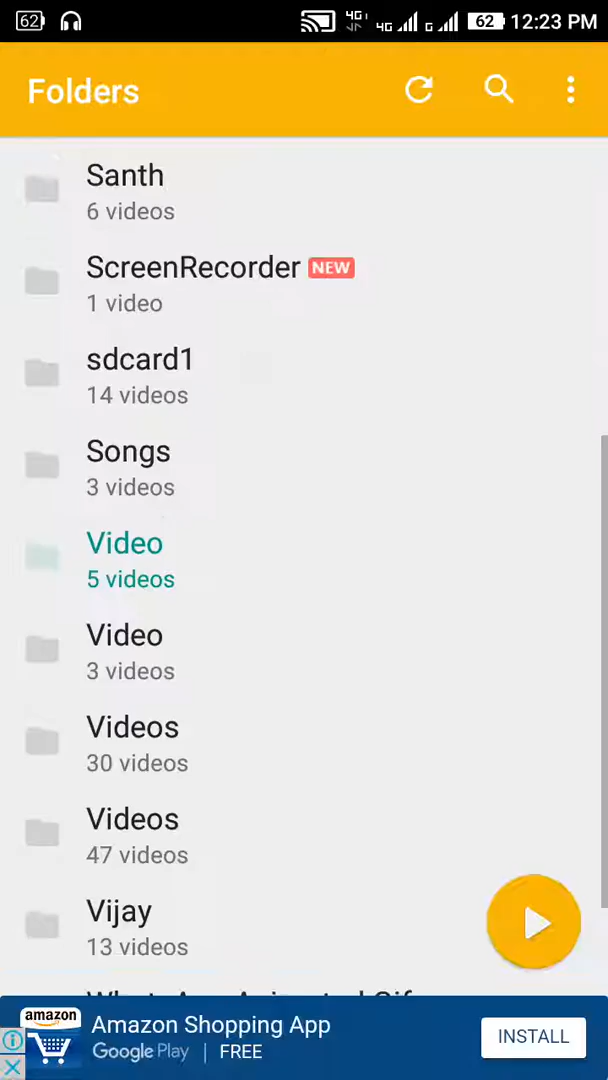 62 4G 4G G 62 12:23 PM
Folders
Santh
6 videos
ScreenRecorder NEW
1 video
sdcard1
14 videos
Songs
3 videos
Video
5 videos
Video
3 videos
Videos
30 videos
Videos
47 videos
Vijay
13 videos
amazon
Amazon Shopping App
Google Play | FREE
INSTALL